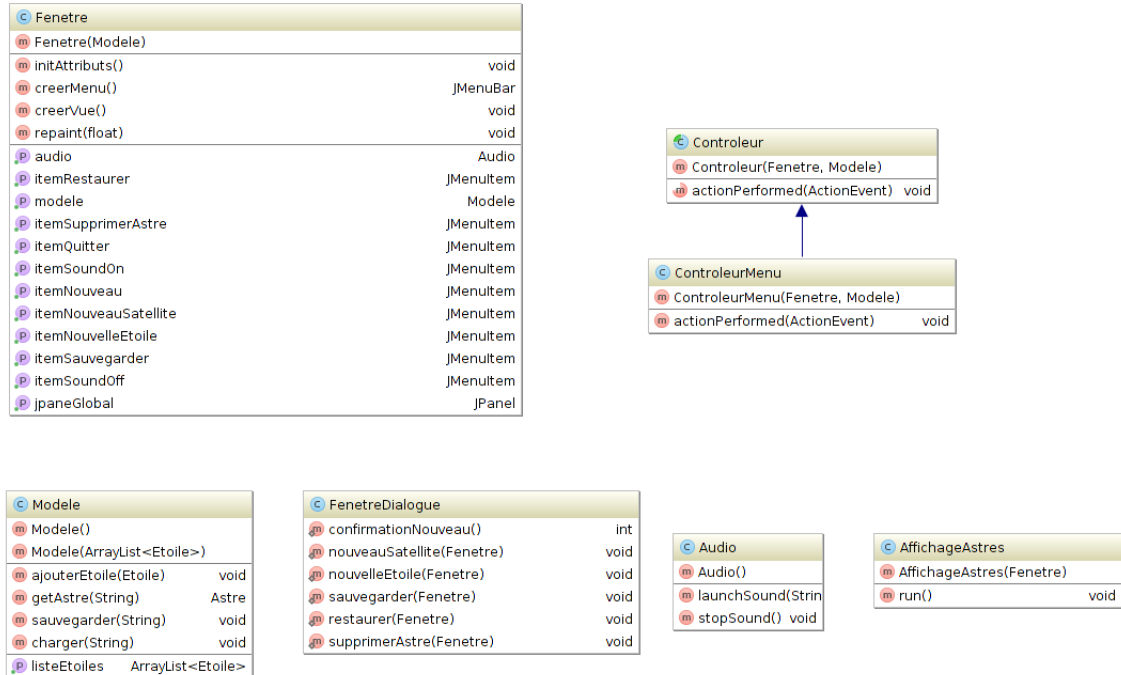 Fenetre
Fenetre(Modele)
initAttributs() void
creerMenu() JMenuBar
creerVue() void
repaint(float) void
audio Audio
itemRestaurer JMenuItem
modele Modele
itemSupprimerAstre JMenuItem
itemQuitter JMenuItem
itemSoundOn JMenuItem
itemNouveau JMenuItem
itemNouveauSatellite JMenuItem
itemNouvelleEtoile JMenuItem
itemSauvegarder JMenuItem
itemSoundOff JMenuItem
jpaneGlobal JPanel
Controleur
Controleur(Fenetre, Modele)
actionPerformed(ActionEvent) void
ControleurMenu
ControleurMenu(Fenetre, Modele)
actionPerformed(ActionEvent) void
Modele
Modele()
Modele(ArrayList<Etoile>)
ajouterEtoile(Etoile) void
getAstre(String) Astre
sauvegarder(String) void
charger(String) void
listeEtoiles ArrayList<Etoile>
FenetreDialogue
confirmationNouveau() int
nouveauSatellite(Fenetre) void
nouvelleEtoile(Fenetre) void
sauvegarder(Fenetre) void
restaurer(Fenetre) void
supprimerAstre(Fenetre) void
Audio
Audio()
launchSound(Strin
stopSound() void
AffichageAstres
AffichageAstres(Fenetre)
run() void